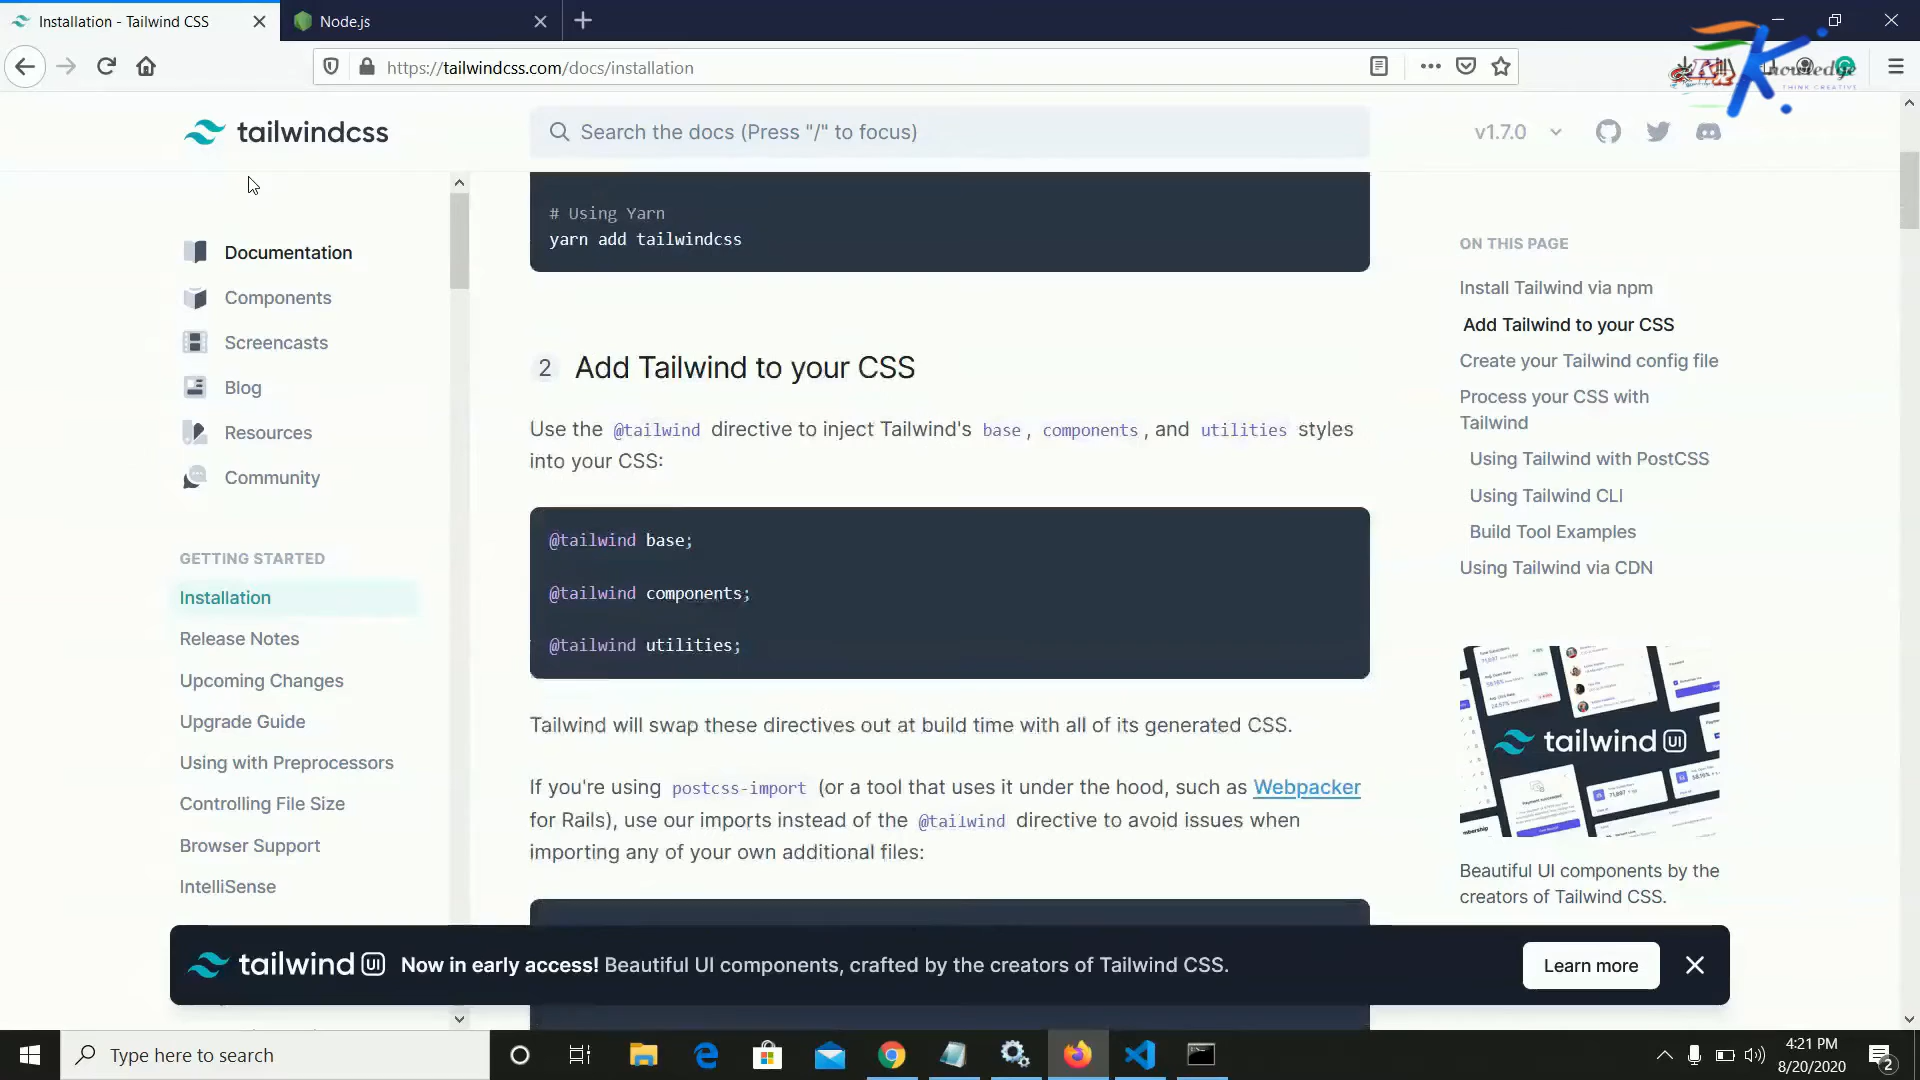 Installation - Tailwind CSS
Node.js
https://tailwindcss.com/docs/installation
Knowledge
THINK CREATIVE
tailwindcss
Search the docs (Press "/" to focus)
v1.7.0
Documentation
Components
Screencasts
Blog
Resources
Community
GETTING STARTED
Installation
Release Notes
Upcoming Changes
Upgrade Guide
Using with Preprocessors
Controlling File Size
Browser Support
IntelliSense
# Using Yarn
yarn add tailwindcss
2 Add Tailwind to your CSS
Use the @tailwind directive to inject Tailwind's base, components, and utilities styles
into your CSS:
@tailwind base;
@tailwind components;
@tailwind utilities;
Tailwind will swap these directives out at build time with all of its generated CSS.
If you're using postcss-import (or a tool that uses it under the hood, such as Webpacker
for Rails), use our imports instead of the @tailwind directive to avoid issues when
importing any of your own additional files:
ON THIS PAGE
Install Tailwind via npm
Add Tailwind to your CSS
Create your Tailwind config file
Process your CSS with
Tailwind
Using Tailwind with PostCSS
Using Tailwind CLI
Build Tool Examples
Using Tailwind via CDN
tailwind UI
Beautiful UI components by the
creators of Tailwind CSS.
tailwind UI Now in early access! Beautiful UI components, crafted by the creators of Tailwind CSS.
Learn more
Type here to search
4:21 PM
8/20/2020
2